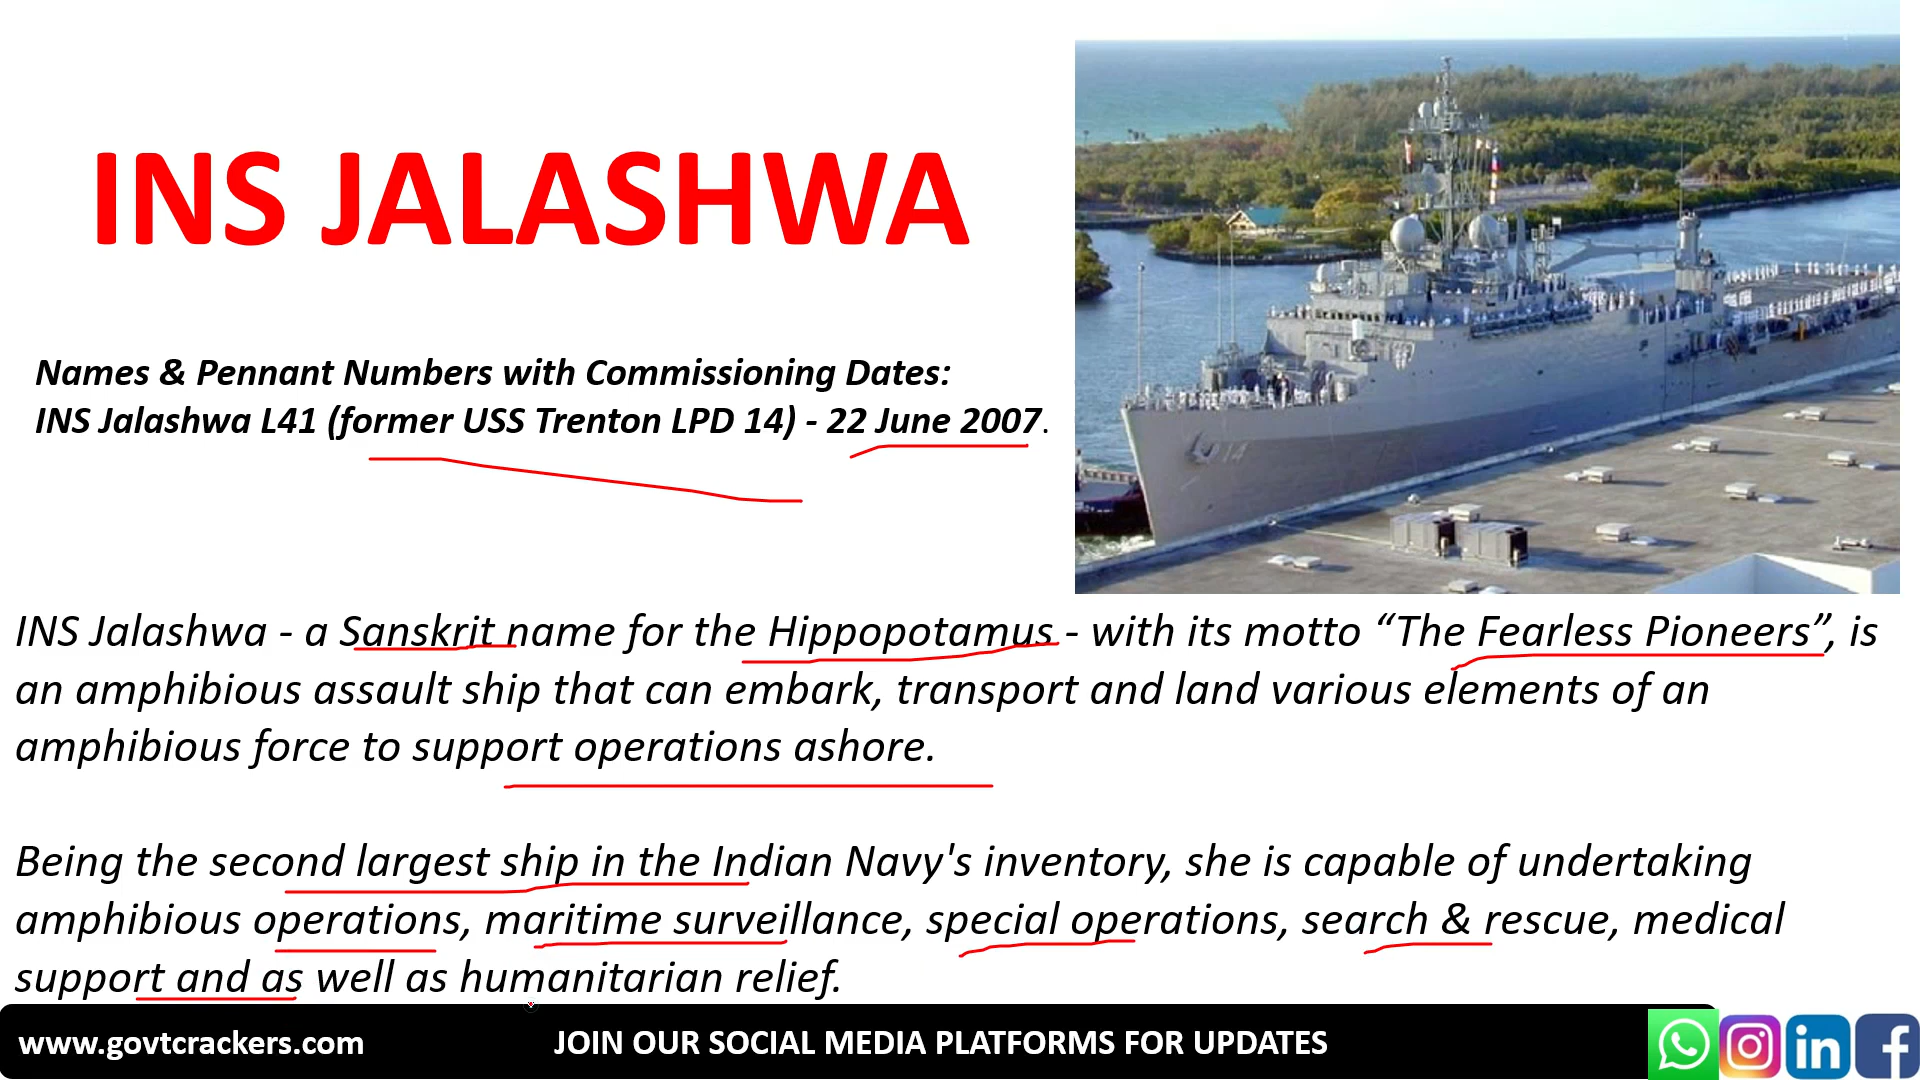 INS JALASHWA
Names & Pennant Numbers with Commissioning Dates:
INS Jalashwa L41 (former USS Trenton LPD 14) - 22 June 2007.
14
INS Jalashwa - a Sanskrit name for the Hippopotamus - with its motto “The Fearless Pioneers”, is
an amphibious assault ship that can embark, transport and land various elements of an
amphibious force to support operations ashore.
Being the second largest ship in the Indian Navy's inventory, she is capable of undertaking
amphibious operations, maritime surveillance, special operations, search & rescue, medical
support and as well as humanitarian relief.
www.govtcrackers.com
JOIN OUR SOCIAL MEDIA PLATFORMS FOR UPDATES